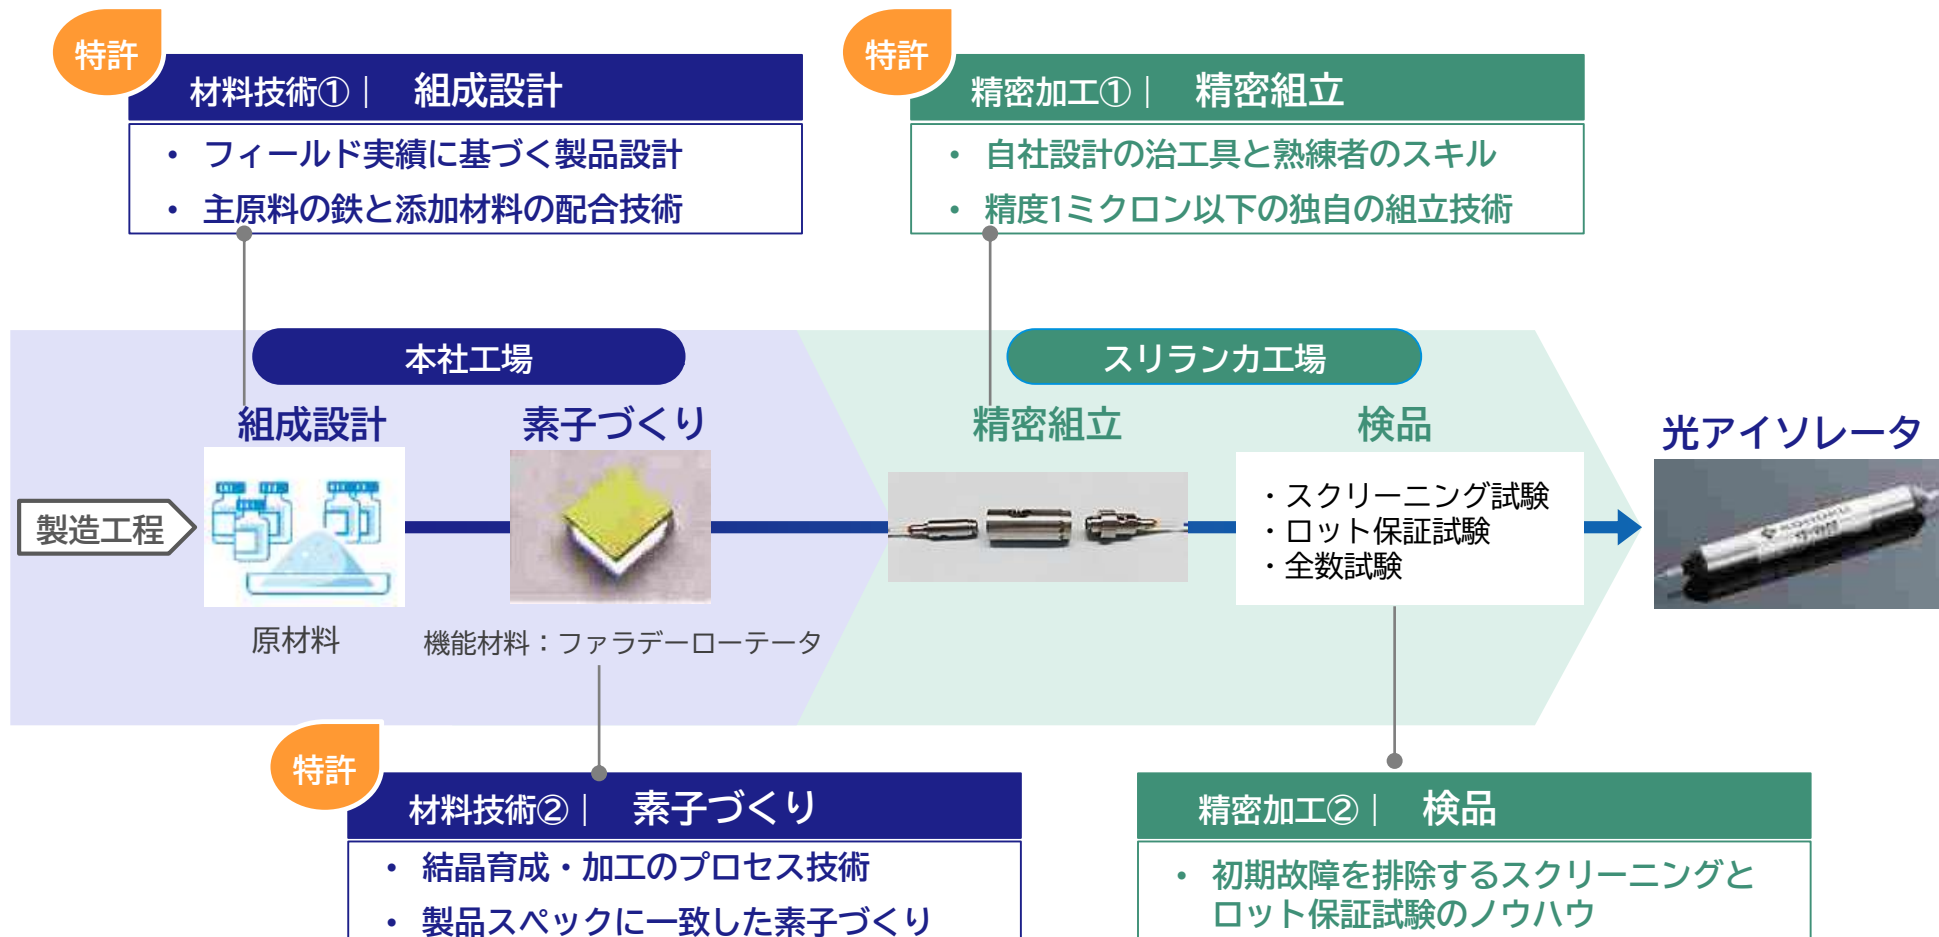 特許
材料技術①｜ 組成設計
・ フィールド実績に基づく製品設計
・ 主原料の鉄と添加材料の配合技術
特許
精密加工①｜ 精密組立
・ 自社設計の治工具と熟練者のスキル
・ 精度1ミクロン以下の独自の組立技術
本社工場
スリランカ工場
組成設計
素子づくり
精密組立
検品
光アイソレータ
製造工程
・スクリーニング試験
・ロット保証試験
・全数試験
原材料
機能材料：ファラデーローテータ
特許
材料技術②｜ 素子づくり
・ 結晶育成・加工のプロセス技術
・ 製品スペックに一致した素子づくり
精密加工②｜ 検品
・ 初期故障を排除するスクリーニングと
ロット保証試験のノウハウ